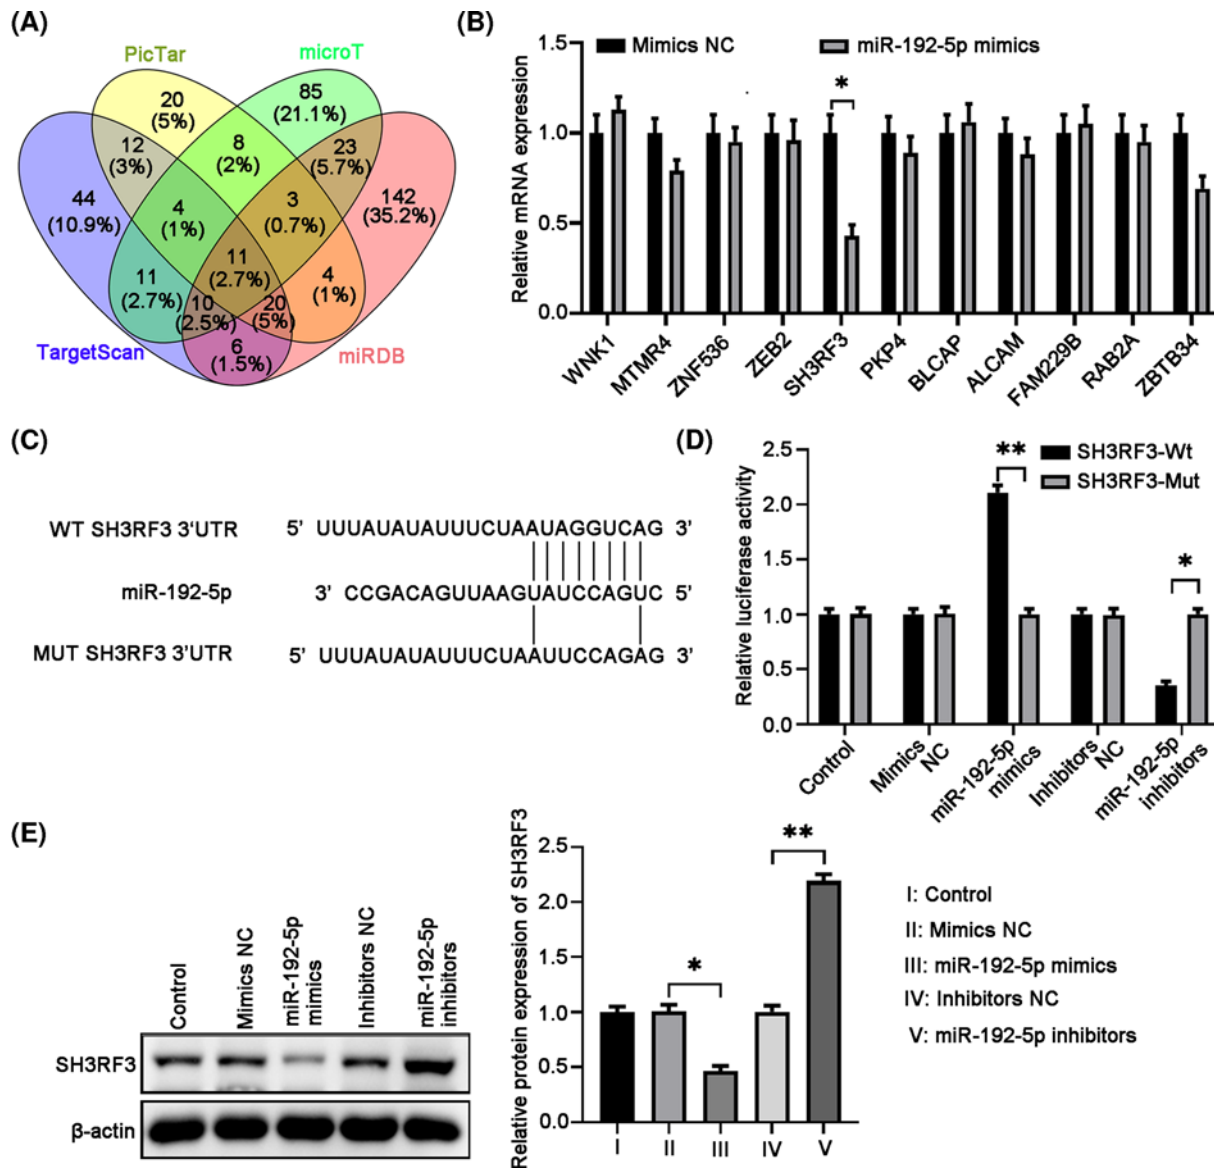 (A)
PicTar
microT
20
(5%)
85
(21.1%)
12
(3%)
8
(2%)
23
(5.7%)
44
(10.9%)
4
(1%)
3
(0.7%)
142
(35.2%)
11
(2.7%)
11
(2.7%)
4
(1%)
10
(2.5%)
20
(5%)
6
(1.5%)
TargetScan
miRDB
(B)
Mimics NC
miR-192-5p mimics
Relative mRNA expression
1.5
1.0
0.5
0.0
*
WNK1
MTMR4
ZNF536
ZEB2
SH3RF3
PKP4
BLCAP
ALCAM
FAM229B
RAB2A
ZBTB34
(C)
WT SH3RF3 3'UTR 5' UUUAUAUAUUUCUAAUAGGUCAG 3'
miR-192-5p 3' CCGACAGUUAAGUAUCCAGUC 5'
MUT SH3RF3 3'UTR 5' UUUAUAUAUUUCUAAUUCCAGAG 3'
(D)
SH3RF3-Wt
SH3RF3-Mut
Relative luciferase activity
2.5
2.0
1.5
1.0
0.5
0.0
**
*
Control
Mimics
NC
miR-192-5p
mimics
Inhibitors
NC
miR-192-5p
inhibitors
(E)
Control
Mimics NC
miR-192-5p
mimics
Inhibitors NC
miR-192-5p
inhibitors
SH3RF3
β-actin
Relative protein expression of SH3RF3
2.5
2.0
1.5
1.0
0.5
0.0
*
**
I
II
III
IV
V
I: Control
II: Mimics NC
III: miR-192-5p mimics
IV: Inhibitors NC
V: miR-192-5p inhibitors